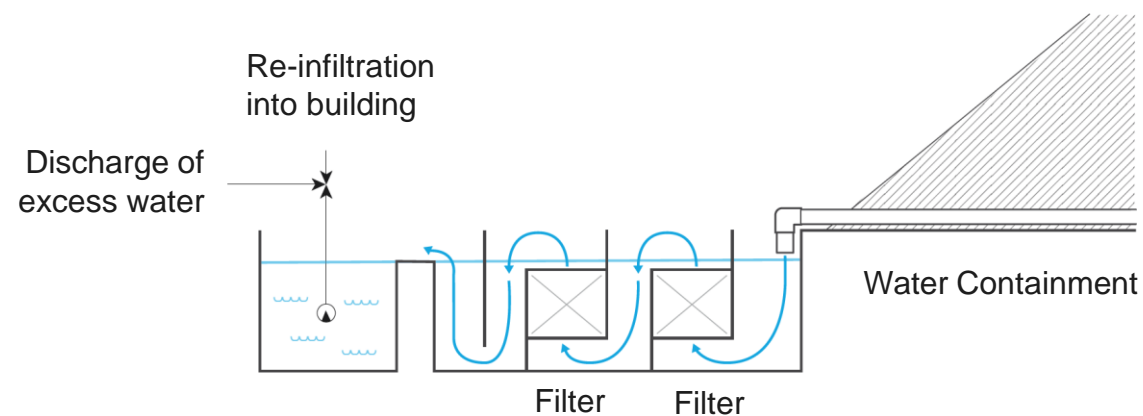 Re-infiltration
into building
Discharge of
excess water
Water Containment
Filter
Filter